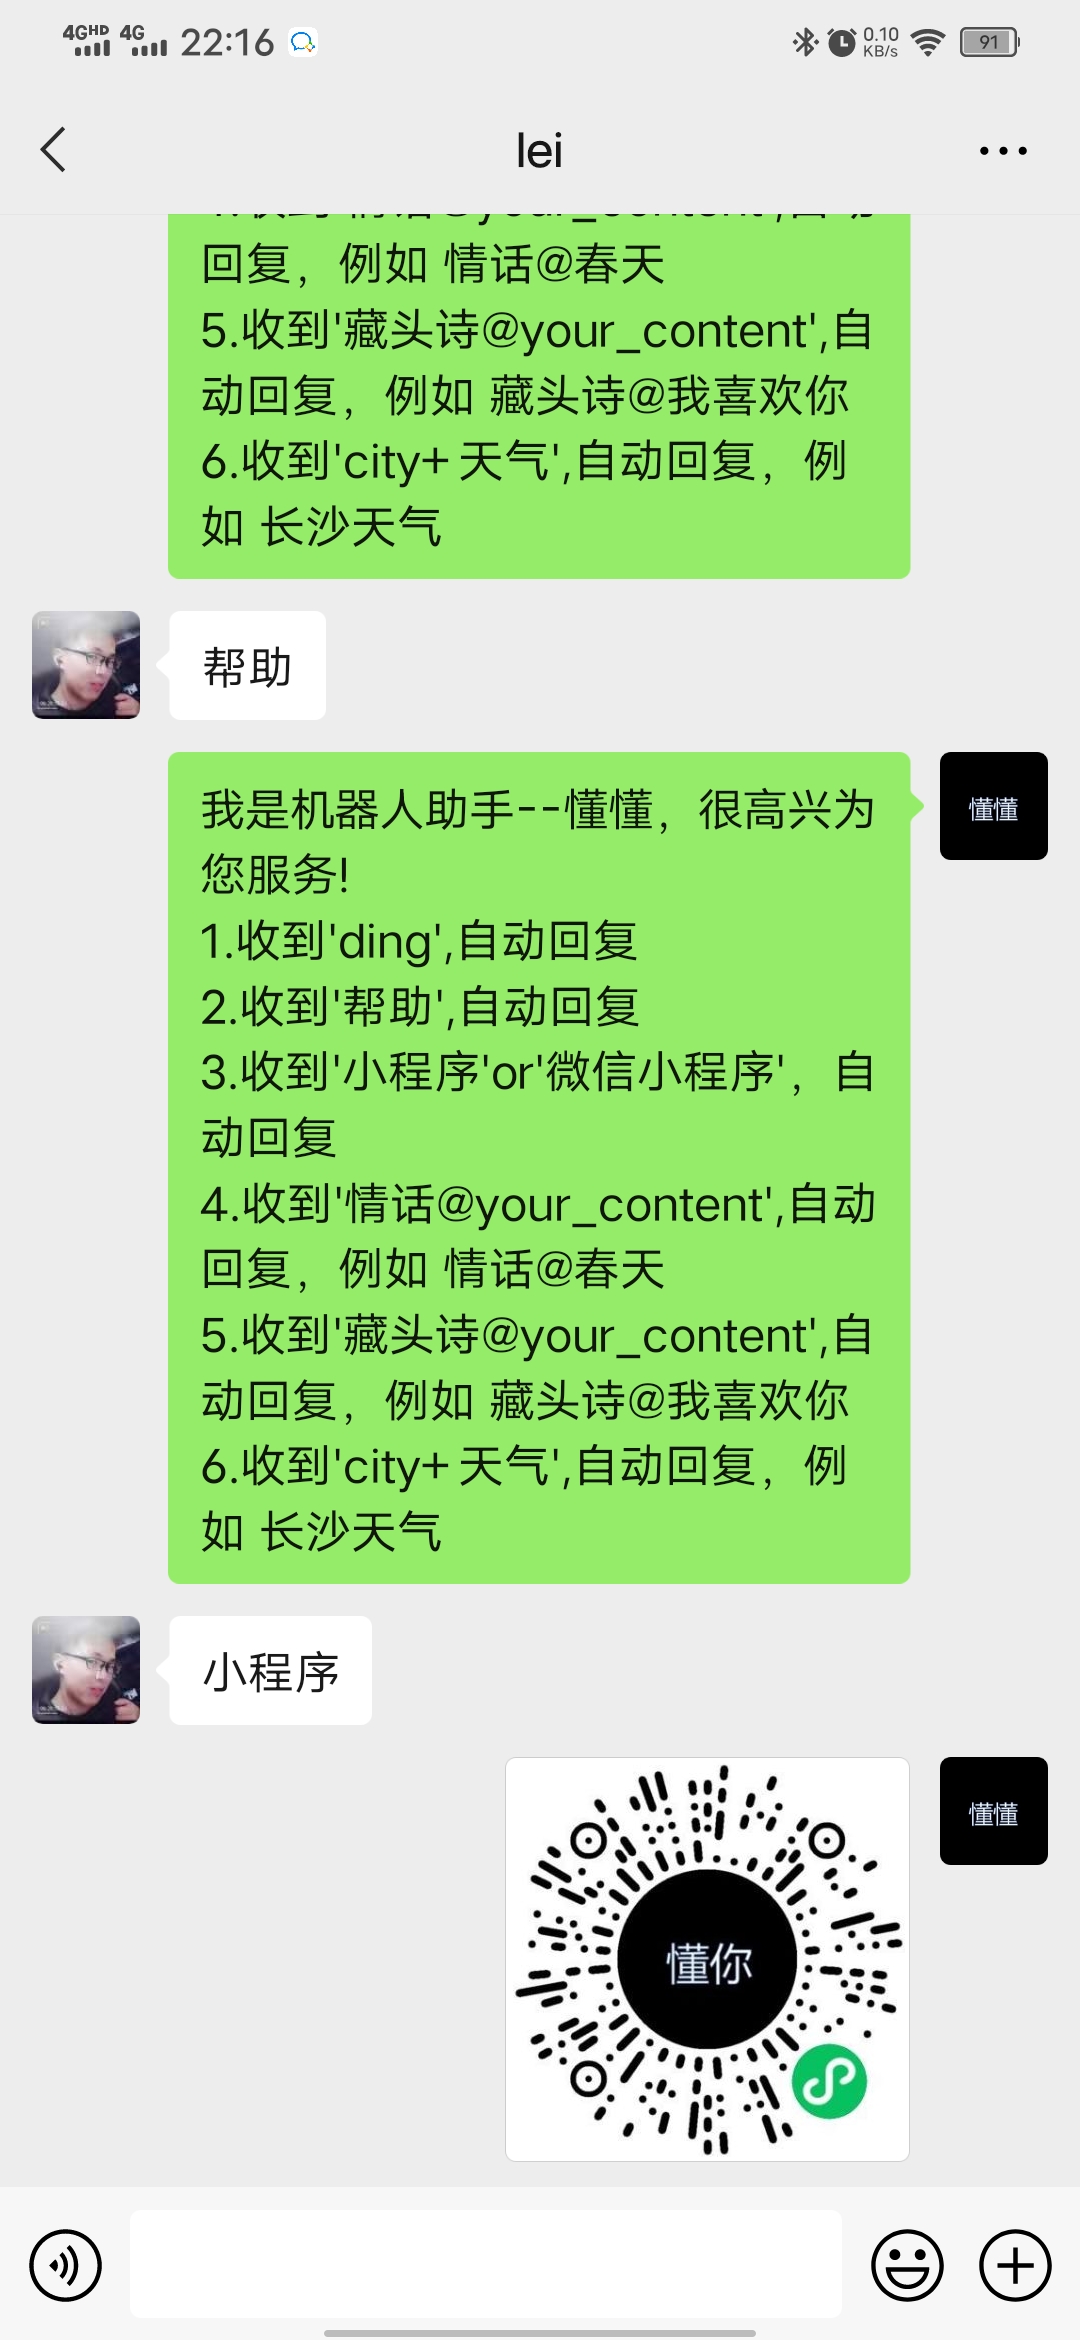 4GHD 4G 22:16 0.10 KB/s 91
lei
回复，例如 情话@春天
5.收到'藏头诗@your_content',自
动回复，例如 藏头诗@我喜欢你
6.收到'city+天气',自动回复，例
如 长沙天气
帮助
我是机器人助手--懂懂，很高兴为
您服务!
懂懂
1.收到'ding',自动回复
2.收到'帮助',自动回复
3.收到'小程序'or'微信小程序'，自
动回复
4.收到'情话@your_content',自动
回复，例如 情话@春天
5.收到'藏头诗@your_content',自
动回复，例如 藏头诗@我喜欢你
6.收到'city+天气',自动回复，例
如 长沙天气
小程序
懂懂
懂你